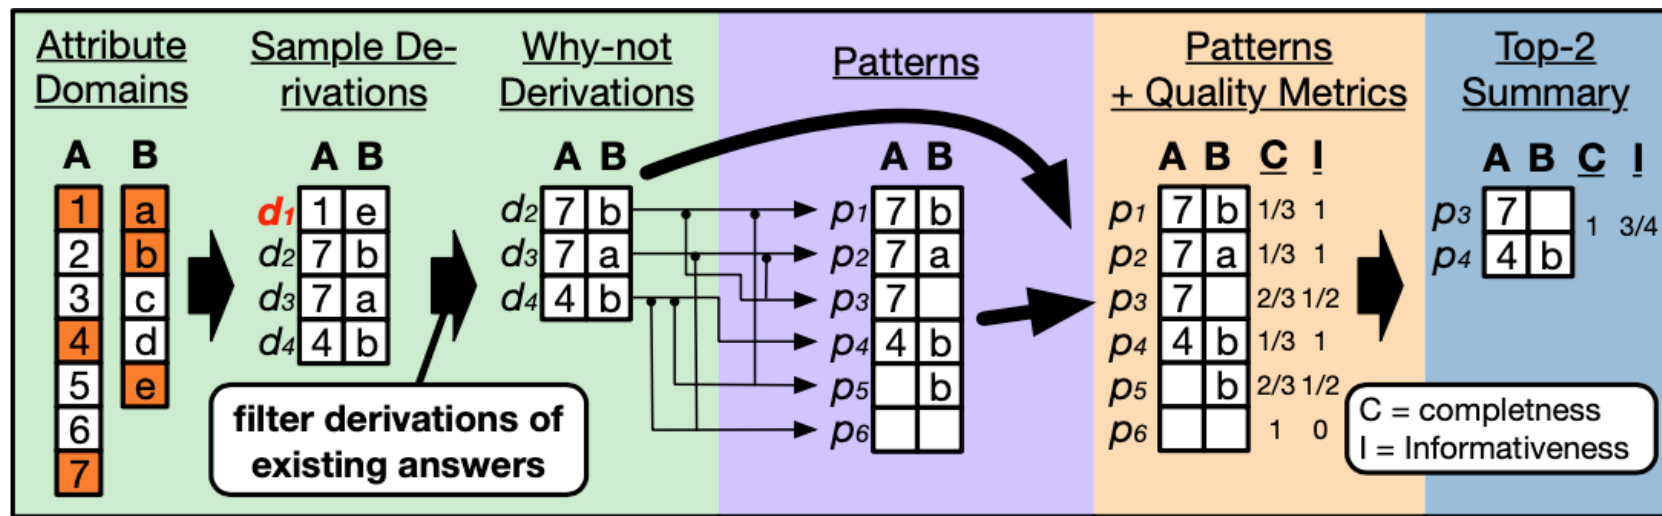 Attribute
Domains
A B
1 a
2 b
3 c
4 d
5 e
6
7
Sample De-
rivations
A B
d1 1 e
d2 7 b
d3 7 a
d4 4 b
filter derivations of
existing answers
Why-not
Derivations
A B
d2 7 b
d3 7 a
d4 4 b
Patterns
A B
p1 7 b
p2 7 a
p3 7
p4 4 b
p5 b
p6
Patterns
+ Quality Metrics
A B C I
p1 7 b 1/3 1
p2 7 a 1/3 1
p3 7 2/3 1/2
p4 4 b 1/3 1
p5 b 2/3 1/2
p6 1 0
Top-2
Summary
A B C I
p3 7
1 3/4
p4 4 b
C = completness
I = Informativeness